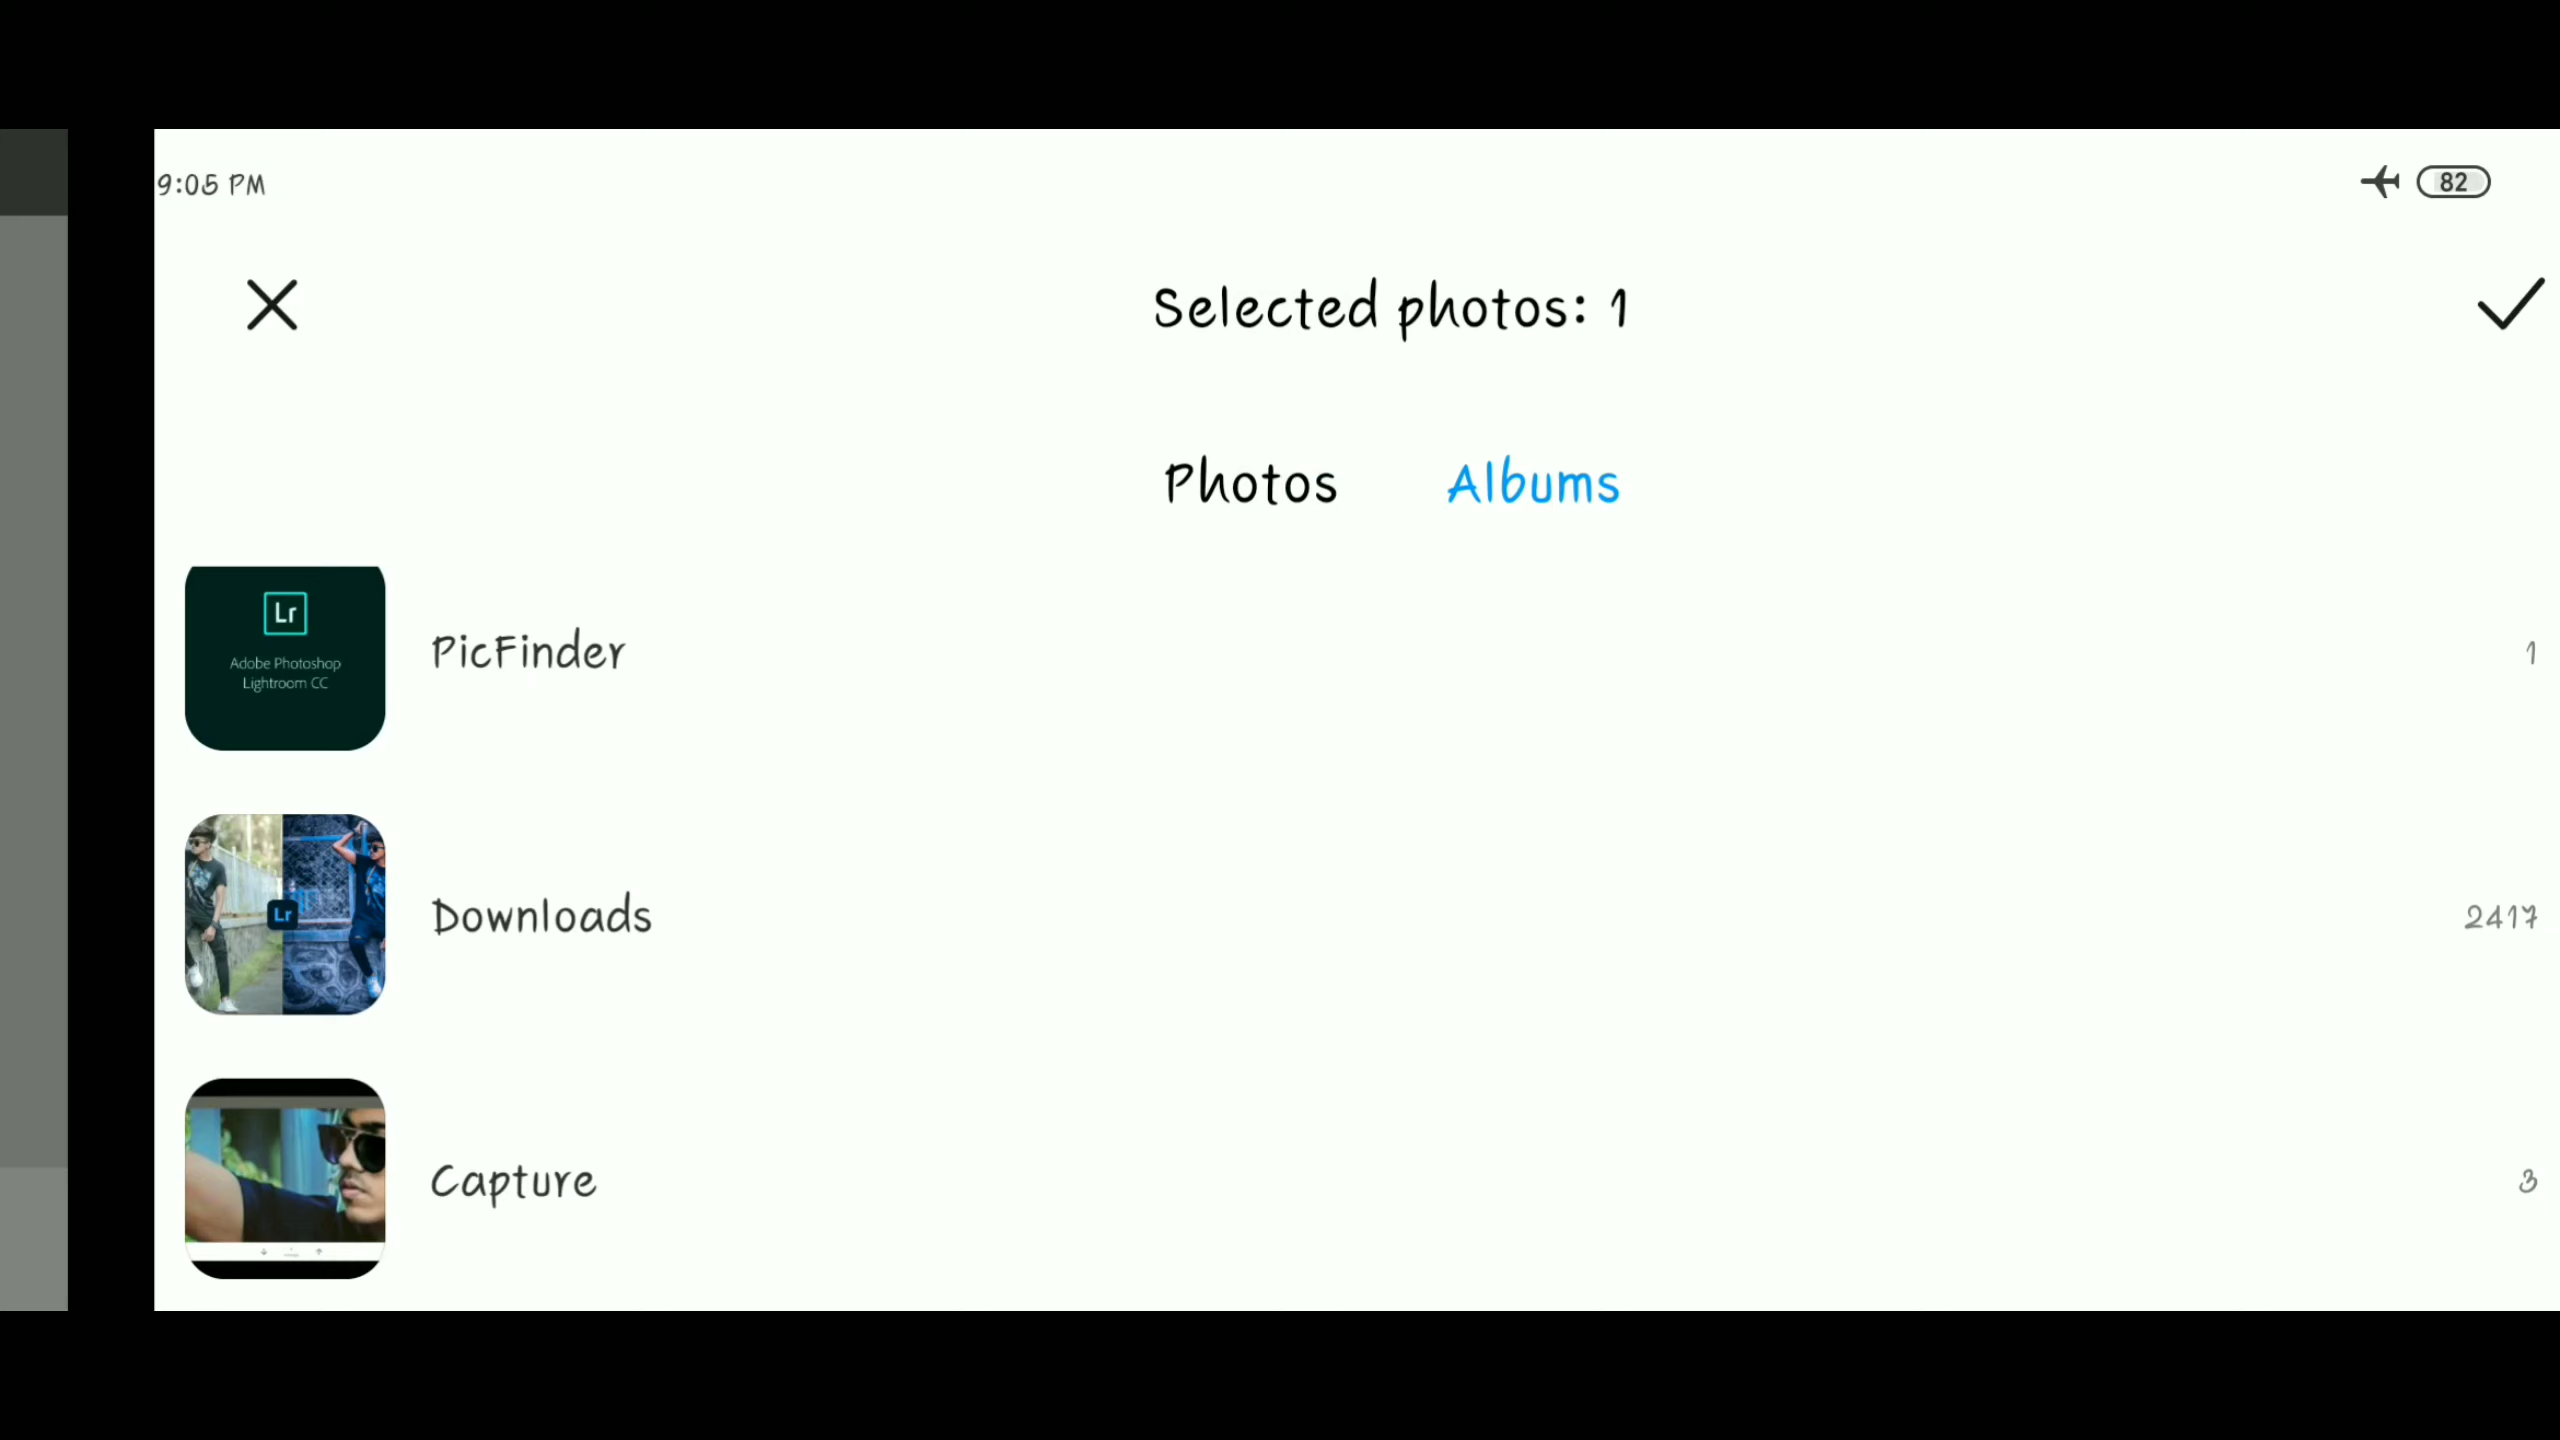 9:05 PM
82
Selected photos: 1
Photos Albums
Lr
Adobe Photoshop
Lightroom CC
PicFinder 1
Lr
Downloads 2417
Capture 3